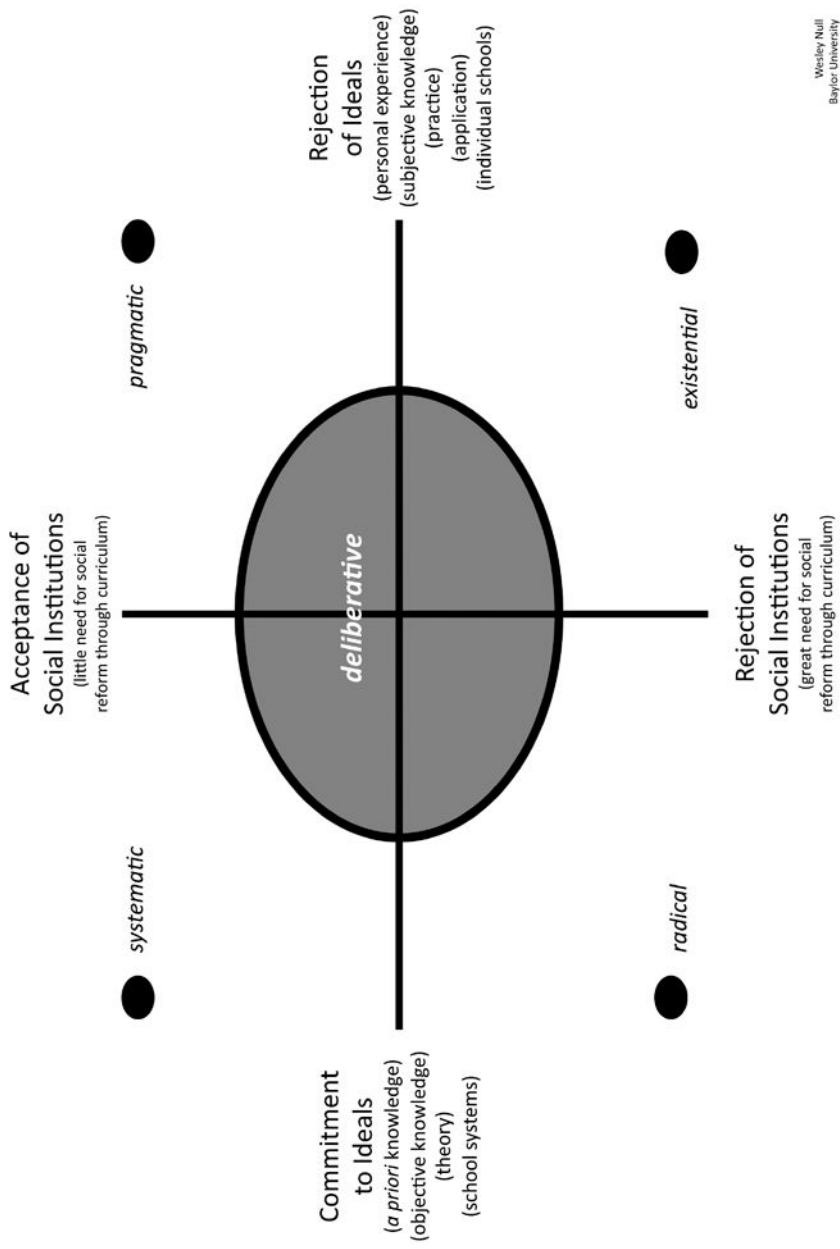 Acceptance of
Social Institutions
(little need for social
reform through curriculum)
systematic
pragmatic
Commitment
to Ideals
(a priori knowledge)
(objective knowledge)
(theory)
(school systems)
deliberative
Rejection
of Ideals
(personal experience)
(subjective knowledge)
(practice)
(application)
(individual schools)
radical
existential
Rejection of
Social Institutions
(great need for social
reform through curriculum)
Wesley Null
Baylor University